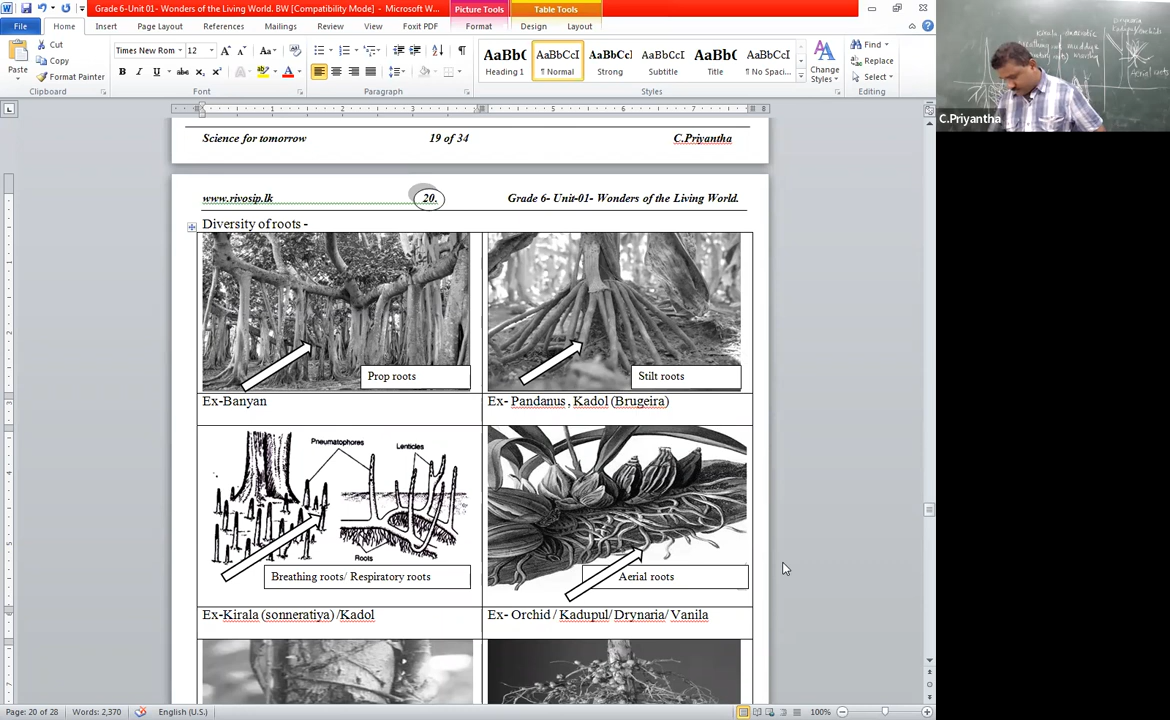 Grade 6-Unit-01- Wonders of the Living World. BW [Compatibility Mode] - Microsoft W...
Picture Tools
Table Tools
File
Home
Insert
Page Layout
References
Mailings
Review
View
Foxit PDF
Format
Design
Layout
Paste
Cut
Copy
Format Painter
Clipboard
Times New Rom
12
Font
Paragraph
AaBbC
Heading 1
AaBbCcI
¶ Normal
AaBbCcl
Strong
AaBbCcI
Subtitle
AaBbC
Title
AaBbCcI
¶ No Spaci...
Styles
Change
Styles
Find
Replace
Select
Editing
Science for tomorrow
19 of 34
C.Priyantha
www.rivosip.lk
20.
Grade 6- Unit-01- Wonders of the Living World.
Diversity of roots -
Prop roots
Stilt roots
Ex-Banyan
Ex- Pandanus , Kadol (Brugeira)
Pneumatophores
Lenticles
Roots
Breathing roots/ Respiratory roots
Aerial roots
Ex-Kirala (sonneratiya) /Kadol
Ex- Orchid / Kadupul/ Drynaria/ Vanila
Page: 20 of 28
Words: 2,370
English (U.S.)
100%
C.Priyantha
Aerial roots